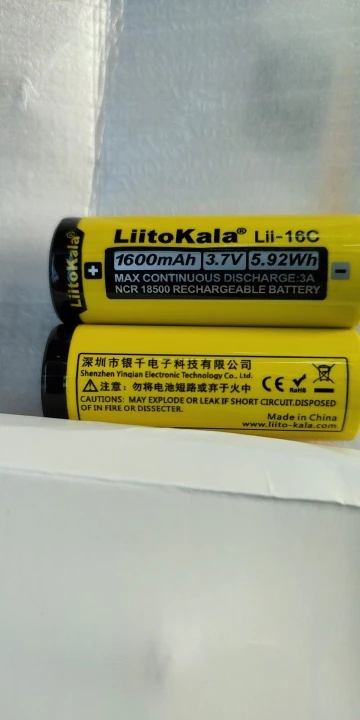 LiitoKala
LiitoKala® Lii-16C
1600mAh 3.7V 5.92Wh
MAX CONTINUOUS DISCHARGE:3A
NCR 18500 RECHARGEABLE BATTERY
深圳市银千电子科技有限公司
Shenzhen Yinqian Electronic Technology Co., Ltd.
注意：勿将电池短路或弃于火中
CE RoHS
CAUTIONS: MAY EXPLODE OR LEAK IF SHORT CIRCUIT.DISPOSED
OF IN FIRE OR DISSECTER.
Made in China
www.liito-kala.com